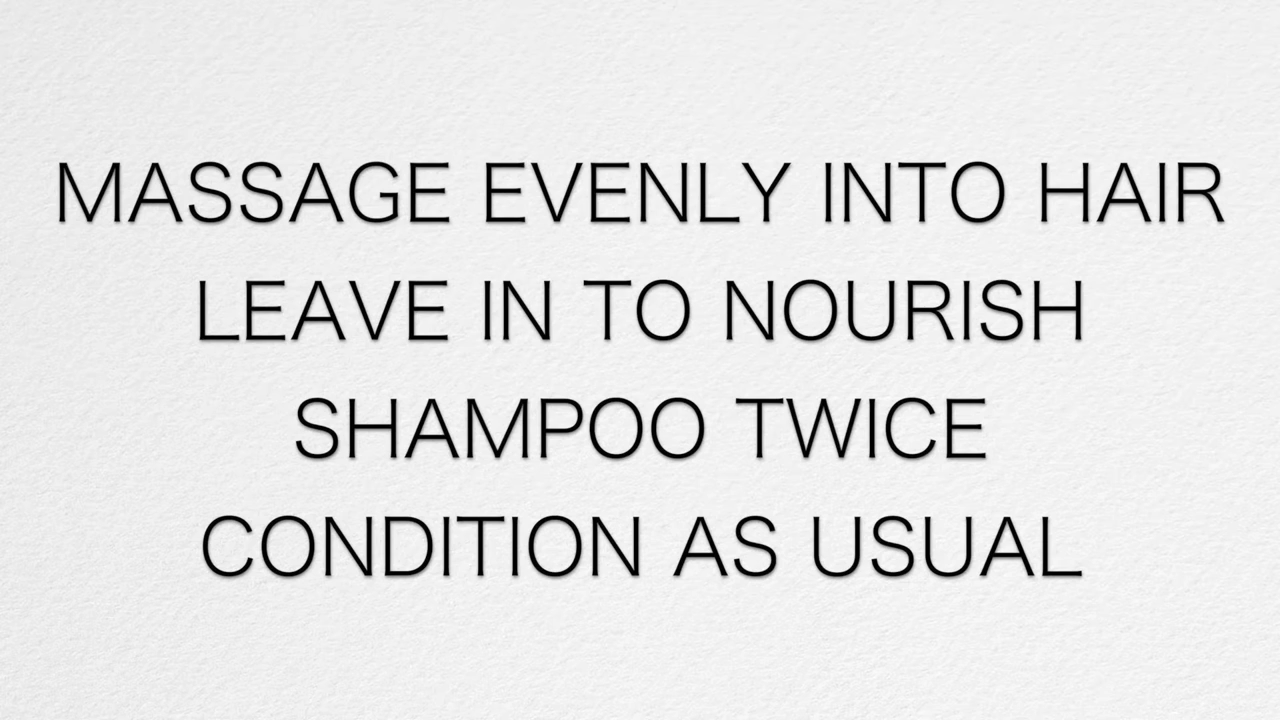 MASSAGE EVENLY INTO HAIR
LEAVE IN TO NOURISH
SHAMPOO TWICE
CONDITION AS USUAL